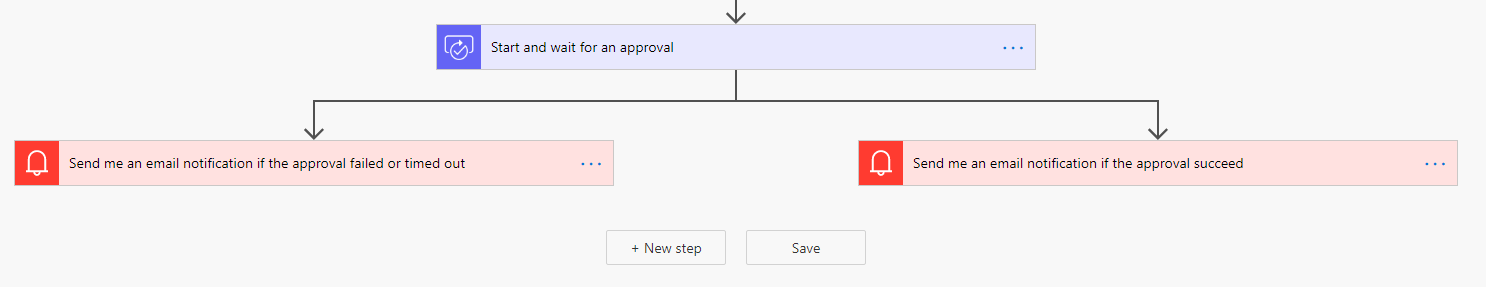 Start and wait for an approval
Send me an email notification if the approval failed or timed out
Send me an email notification if the approval succeed
+ New step
Save